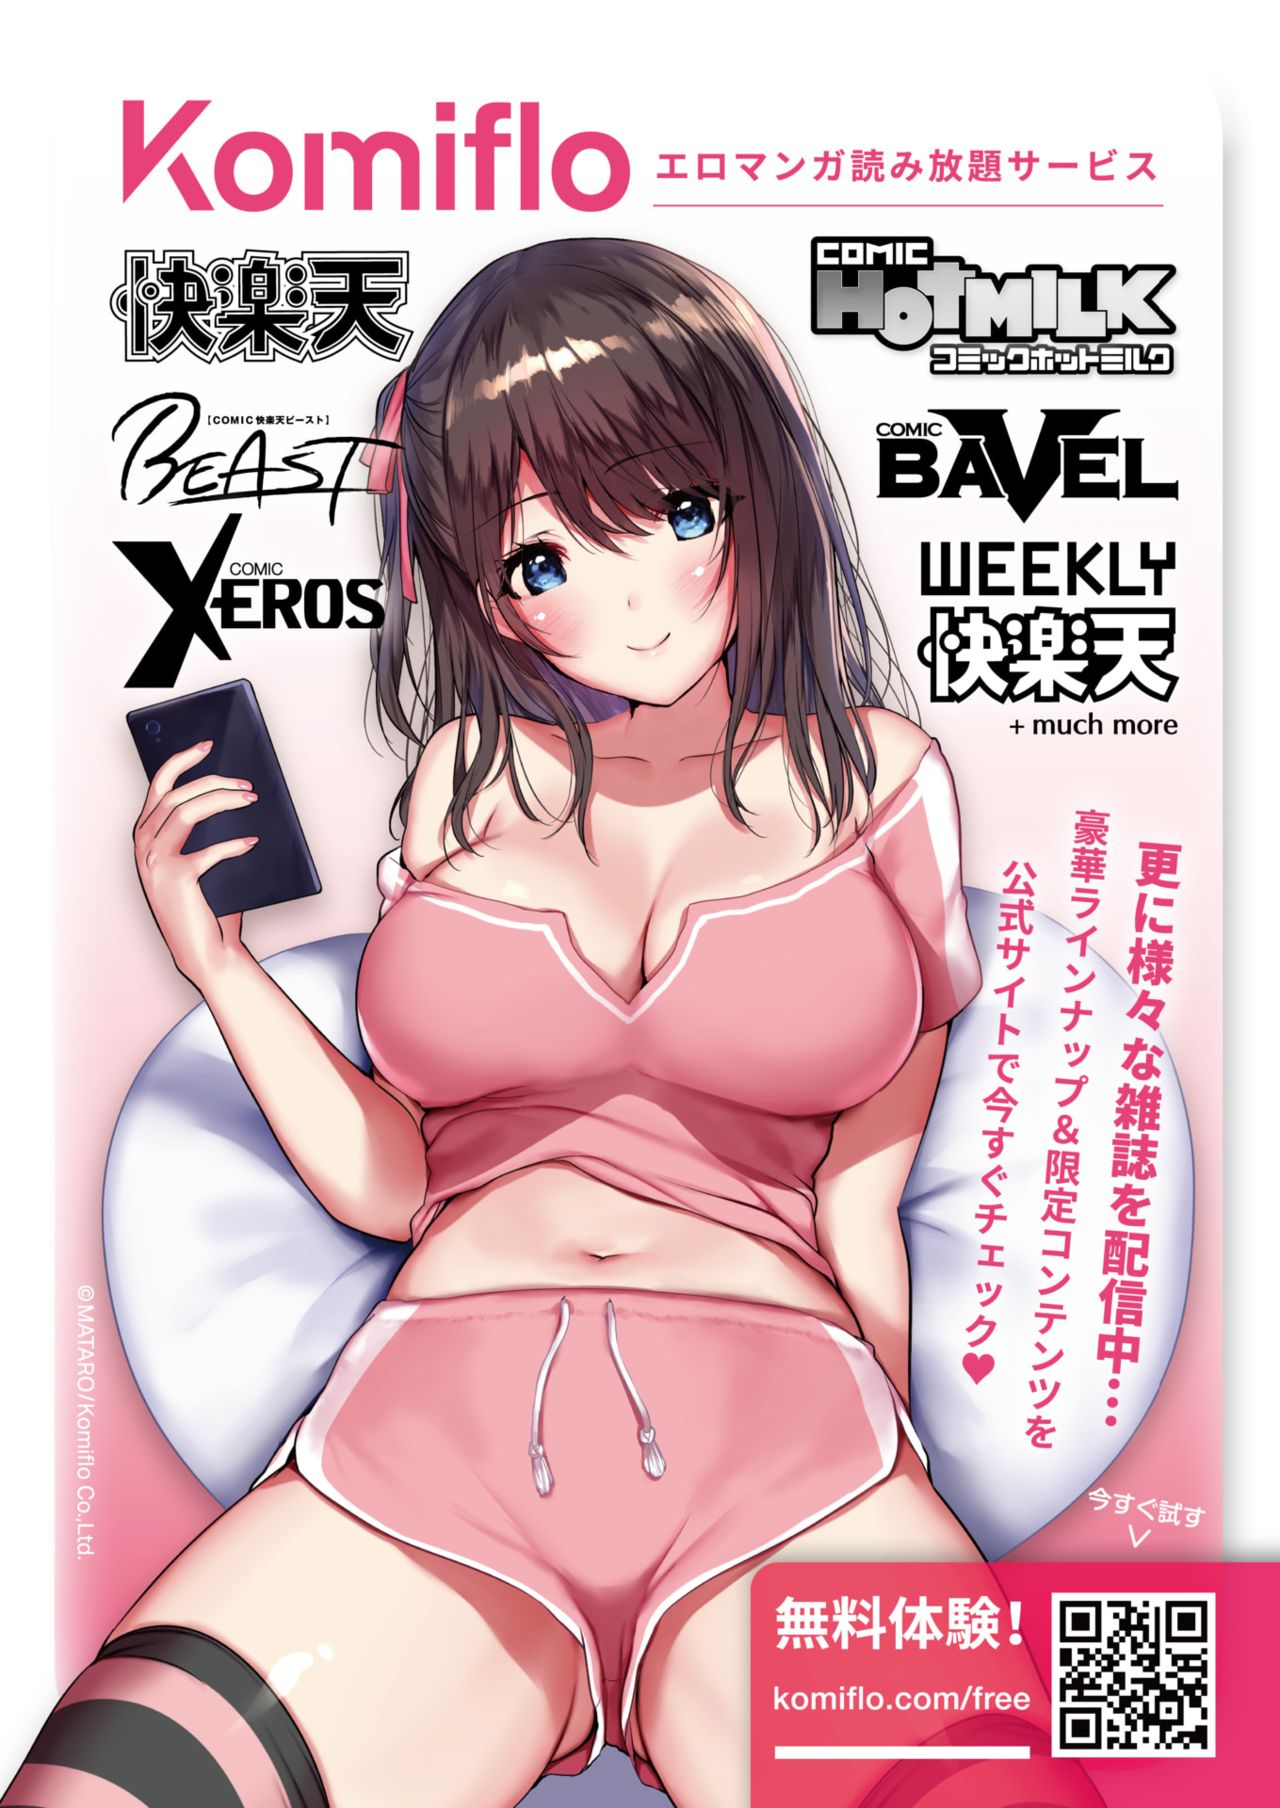 Komiflo
エロマンガ読み放題サービス
快楽天
COMIC
HOTMILK
コミックホットミルク
【COMIC 快楽天ビースト】
BEAST
COMIC
BAVEL
COMIC
XEROS
WEEKLY
快楽天
+ much more
更に様々な雑誌を配信中…
豪華ラインナップ&限定コンテンツを
公式サイトで今すぐチェック♥
©MATARO/Komiflo Co.,Ltd.
今すぐ試す
無料体験!
komiflo.com/free